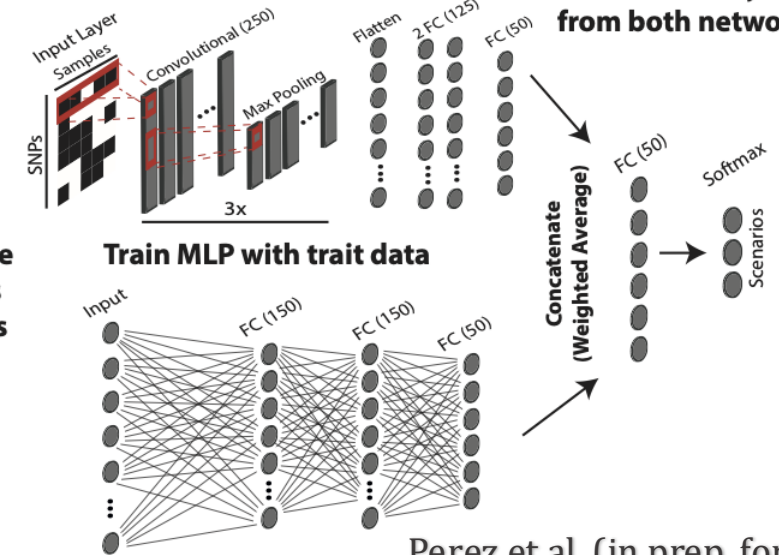 from both netwo
Input Layer
Samples
SNPs
Convolutional (250)
Max Pooling
3x
Flatten
2 FC (125)
FC (50)
e
s
Train MLP with trait data
Input
FC (150)
FC (150)
FC (50)
Concatenate
(Weighted Average)
FC (50)
Softmax
Scenarios
Perez et al. (in prep. fo